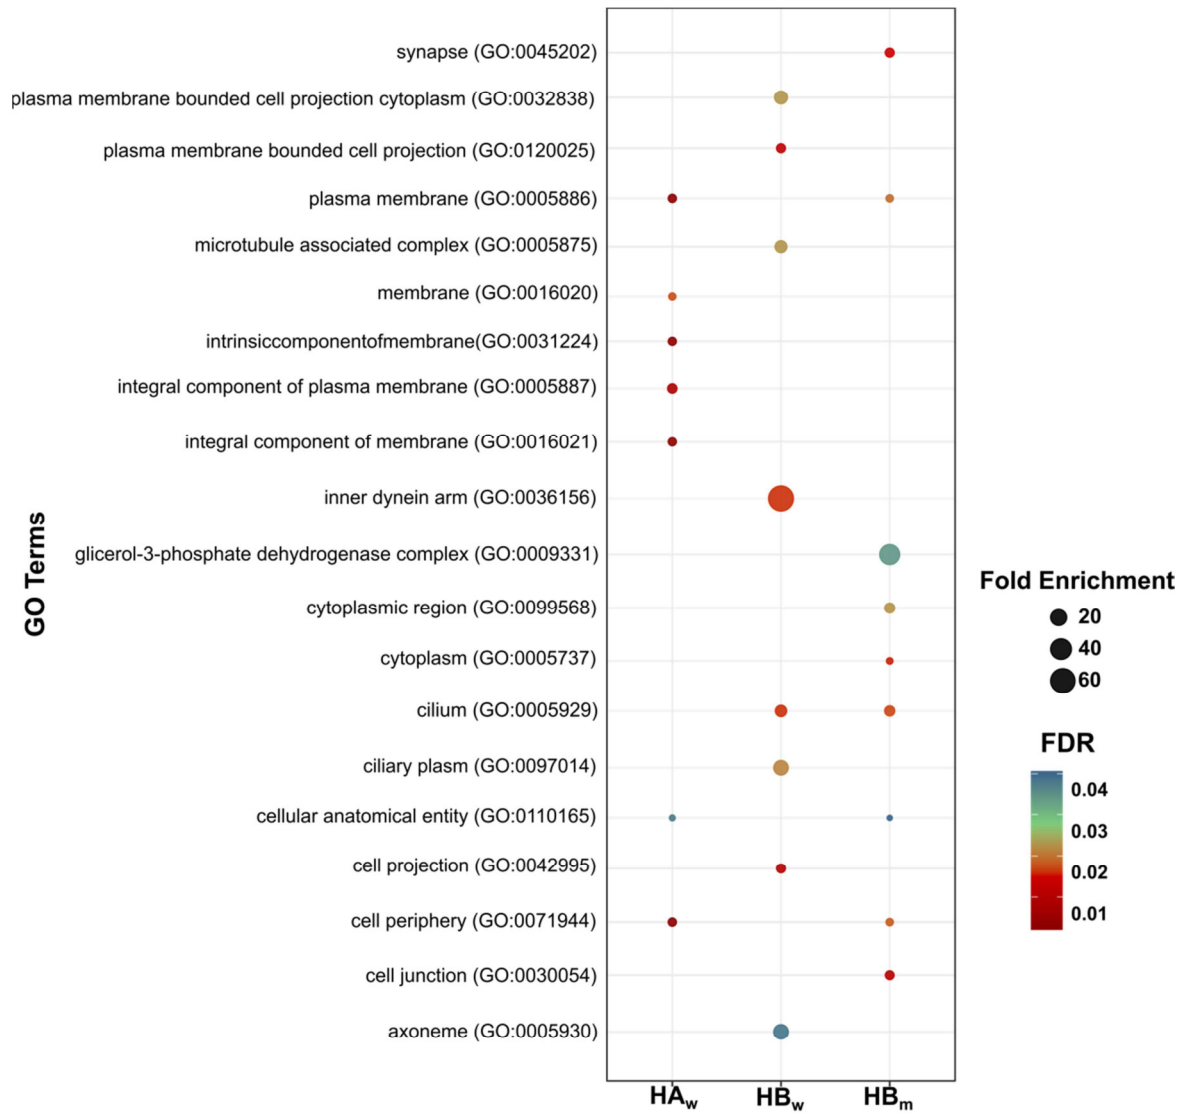 synapse (GO:0045202)
plasma membrane bounded cell projection cytoplasm (GO:0032838)
plasma membrane bounded cell projection (GO:0120025)
plasma membrane (GO:0005886)
microtubule associated complex (GO:0005875)
membrane (GO:0016020)
intrinsiccomponentofmembrane(GO:0031224)
integral component of plasma membrane (GO:0005887)
integral component of membrane (GO:0016021)
inner dynein arm (GO:0036156)
glicerol-3-phosphate dehydrogenase complex (GO:0009331)
cytoplasmic region (GO:0099568)
cytoplasm (GO:0005737)
cilium (GO:0005929)
ciliary plasm (GO:0097014)
cellular anatomical entity (GO:0110165)
cell projection (GO:0042995)
cell periphery (GO:0071944)
cell junction (GO:0030054)
axoneme (GO:0005930)
GO Terms
HAw
HBw
HBm
Fold Enrichment
20
40
60
FDR
0.04
0.03
0.02
0.01